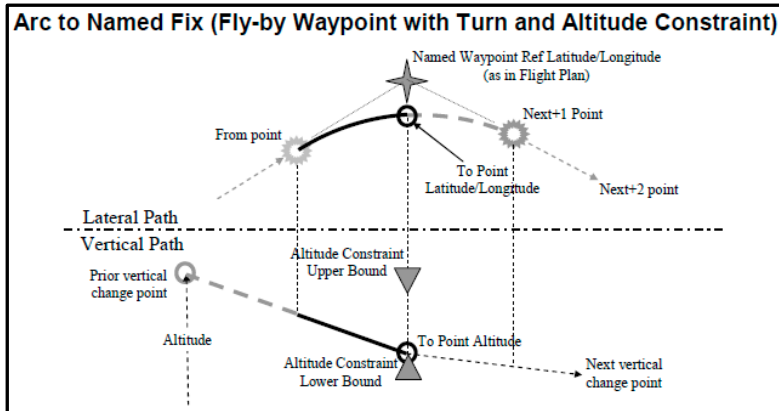 Arc to Named Fix (Fly-by Waypoint with Turn and Altitude Constraint)
Named Waypoint Ref Latitude/Longitude
(as in Flight Plan)
From point
Next+1 Point
To Point
Latitude/Longitude
Next+2 point
Lateral Path
Vertical Path
Altitude Constraint
Upper Bound
Prior vertical
change point
Altitude
To Point Altitude
Altitude Constraint
Lower Bound
Next vertical
change point